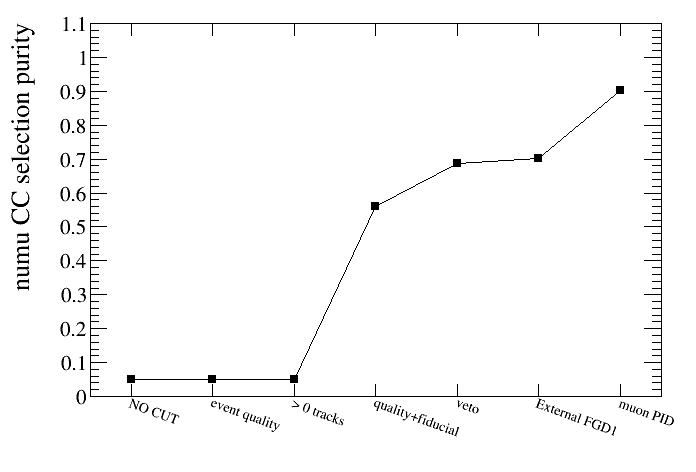 numu CC selection purity
1.1
1
0.9
0.8
0.7
0.6
0.5
0.4
0.3
0.2
0.1
0
NO CUT
event quality
> 0 tracks
quality+fiducial
veto
External FGD1
muon PID